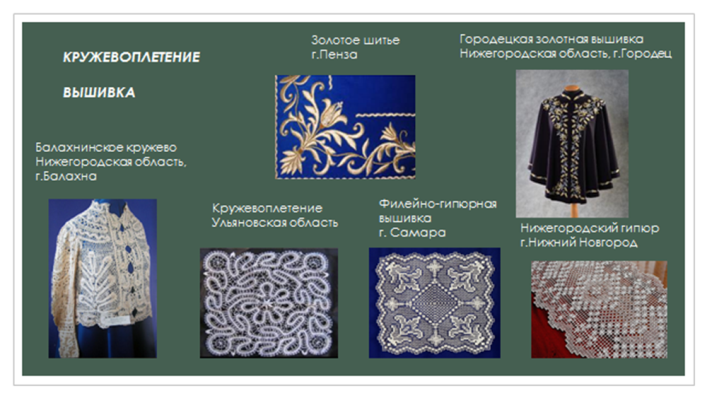 КРУЖЕВОПЛЕТЕНИЕ
ВЫШИВКА
Золотое шитье
г.Пенза
Городецкая золотная вышивка
Нижегородская область, г.Городец
Балахнинское кружево
Нижегородская область,
г.Балахна
Кружевоплетение
Ульяновская область
Филейно-гипюрная
вышивка
г. Самара
Нижегородский гипюр
г.Нижний Новгород